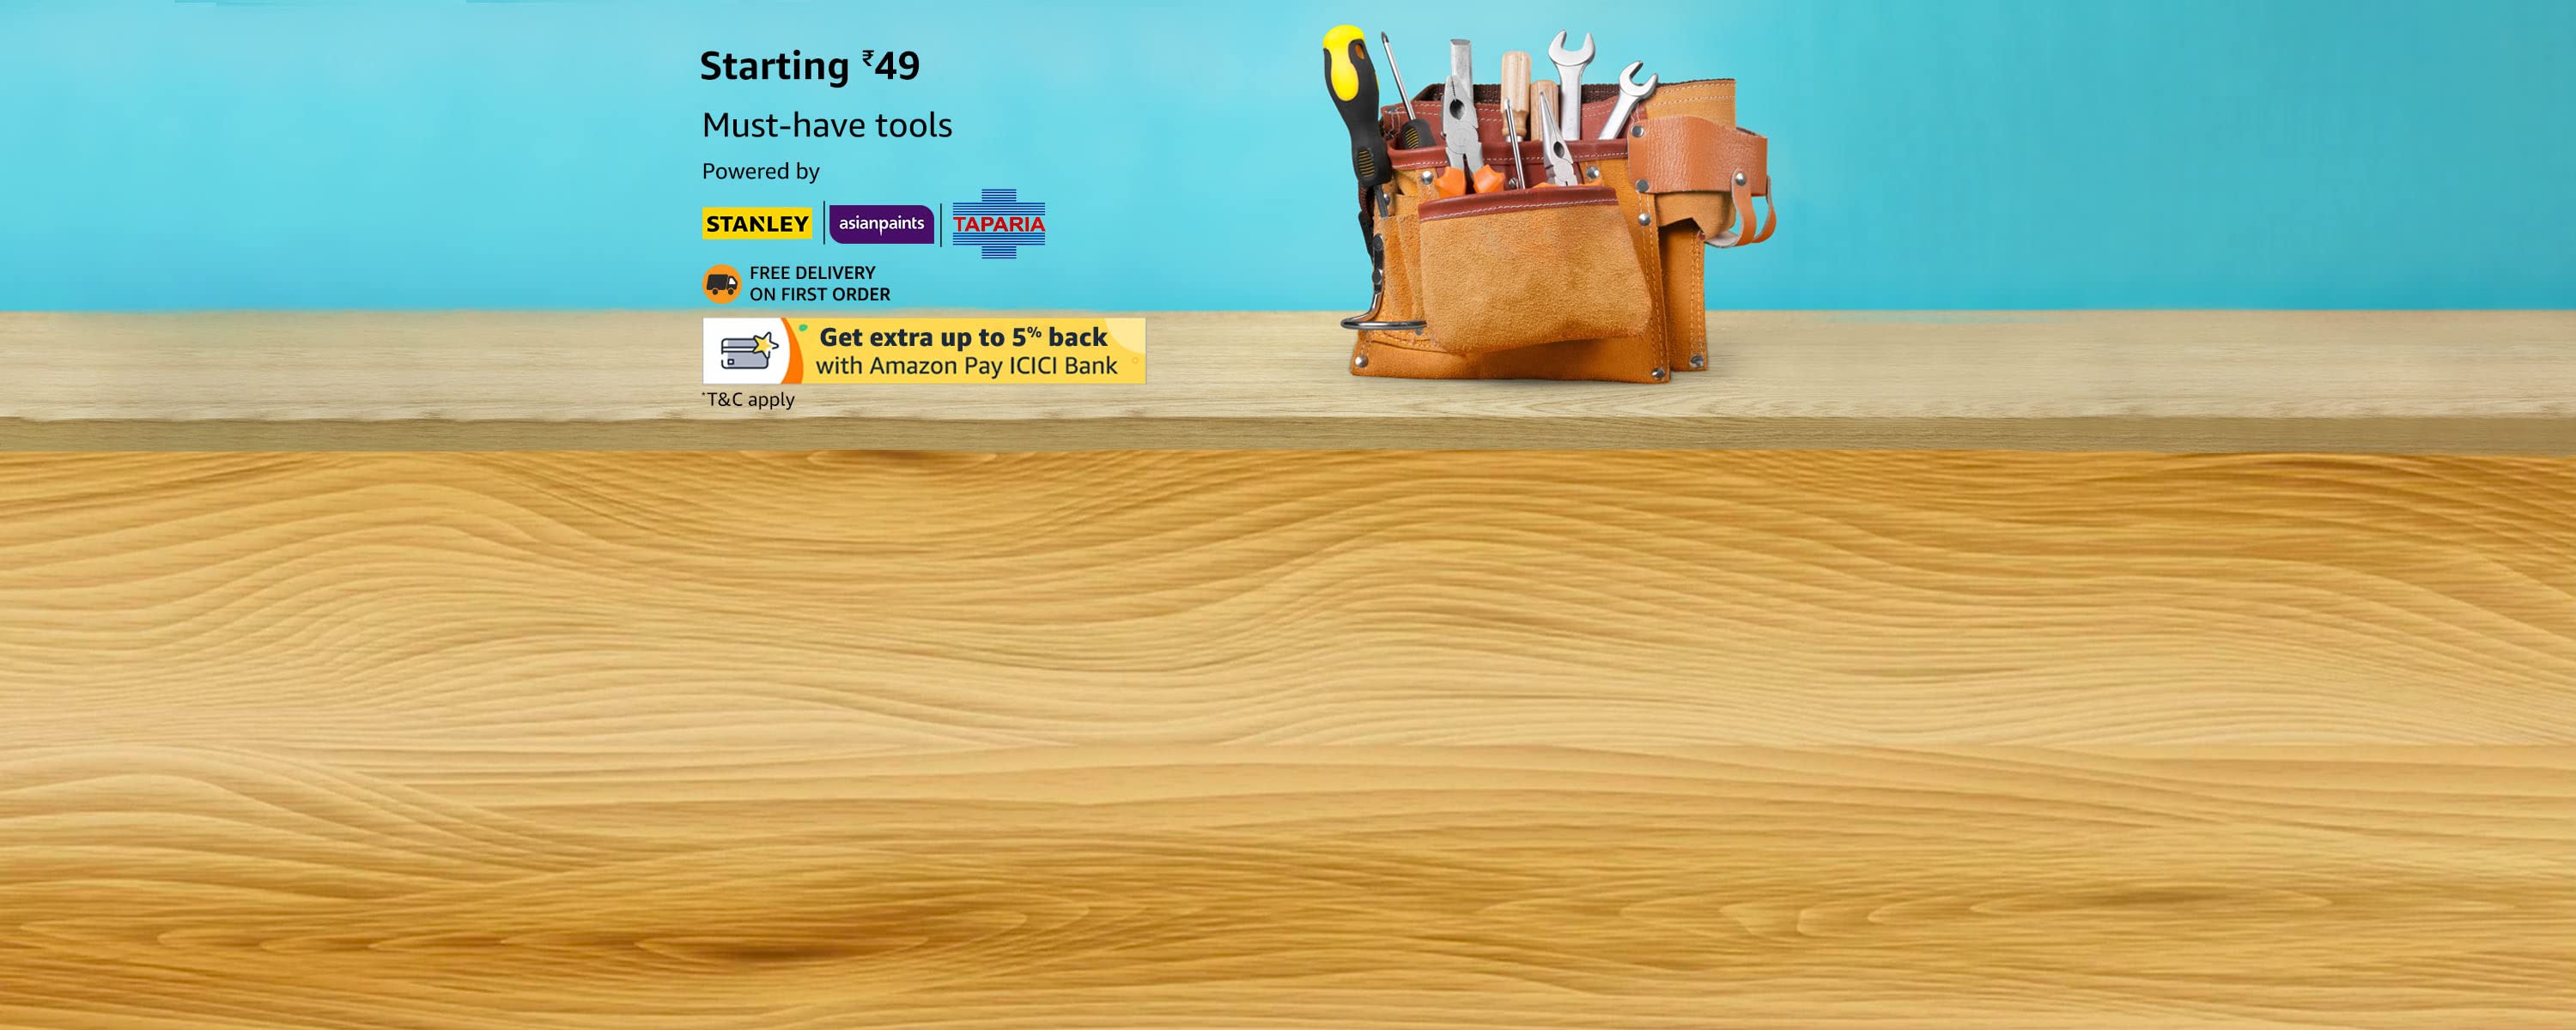 Starting ₹49
Must-have tools
Powered by
STANLEY asianpaints TAPARIA
FREE DELIVERY
ON FIRST ORDER
Get extra up to 5% back
with Amazon Pay ICICI Bank
*T&C apply